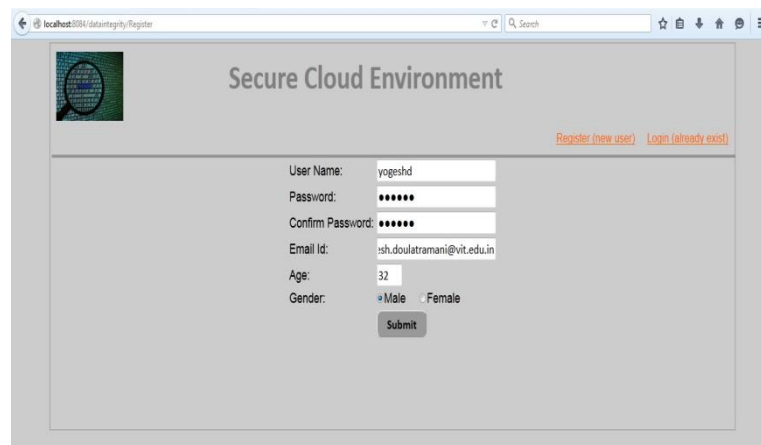 localhost:8084/dataintegrity/Register Search
Secure Cloud Environment
Register (new user) Login (already exist)
User Name: yogeshd
Password: ●●●●●●
Confirm Password: ●●●●●●
Email Id: esh.doulatramani@vit.edu.in
Age: 32
Gender: Male Female
Submit